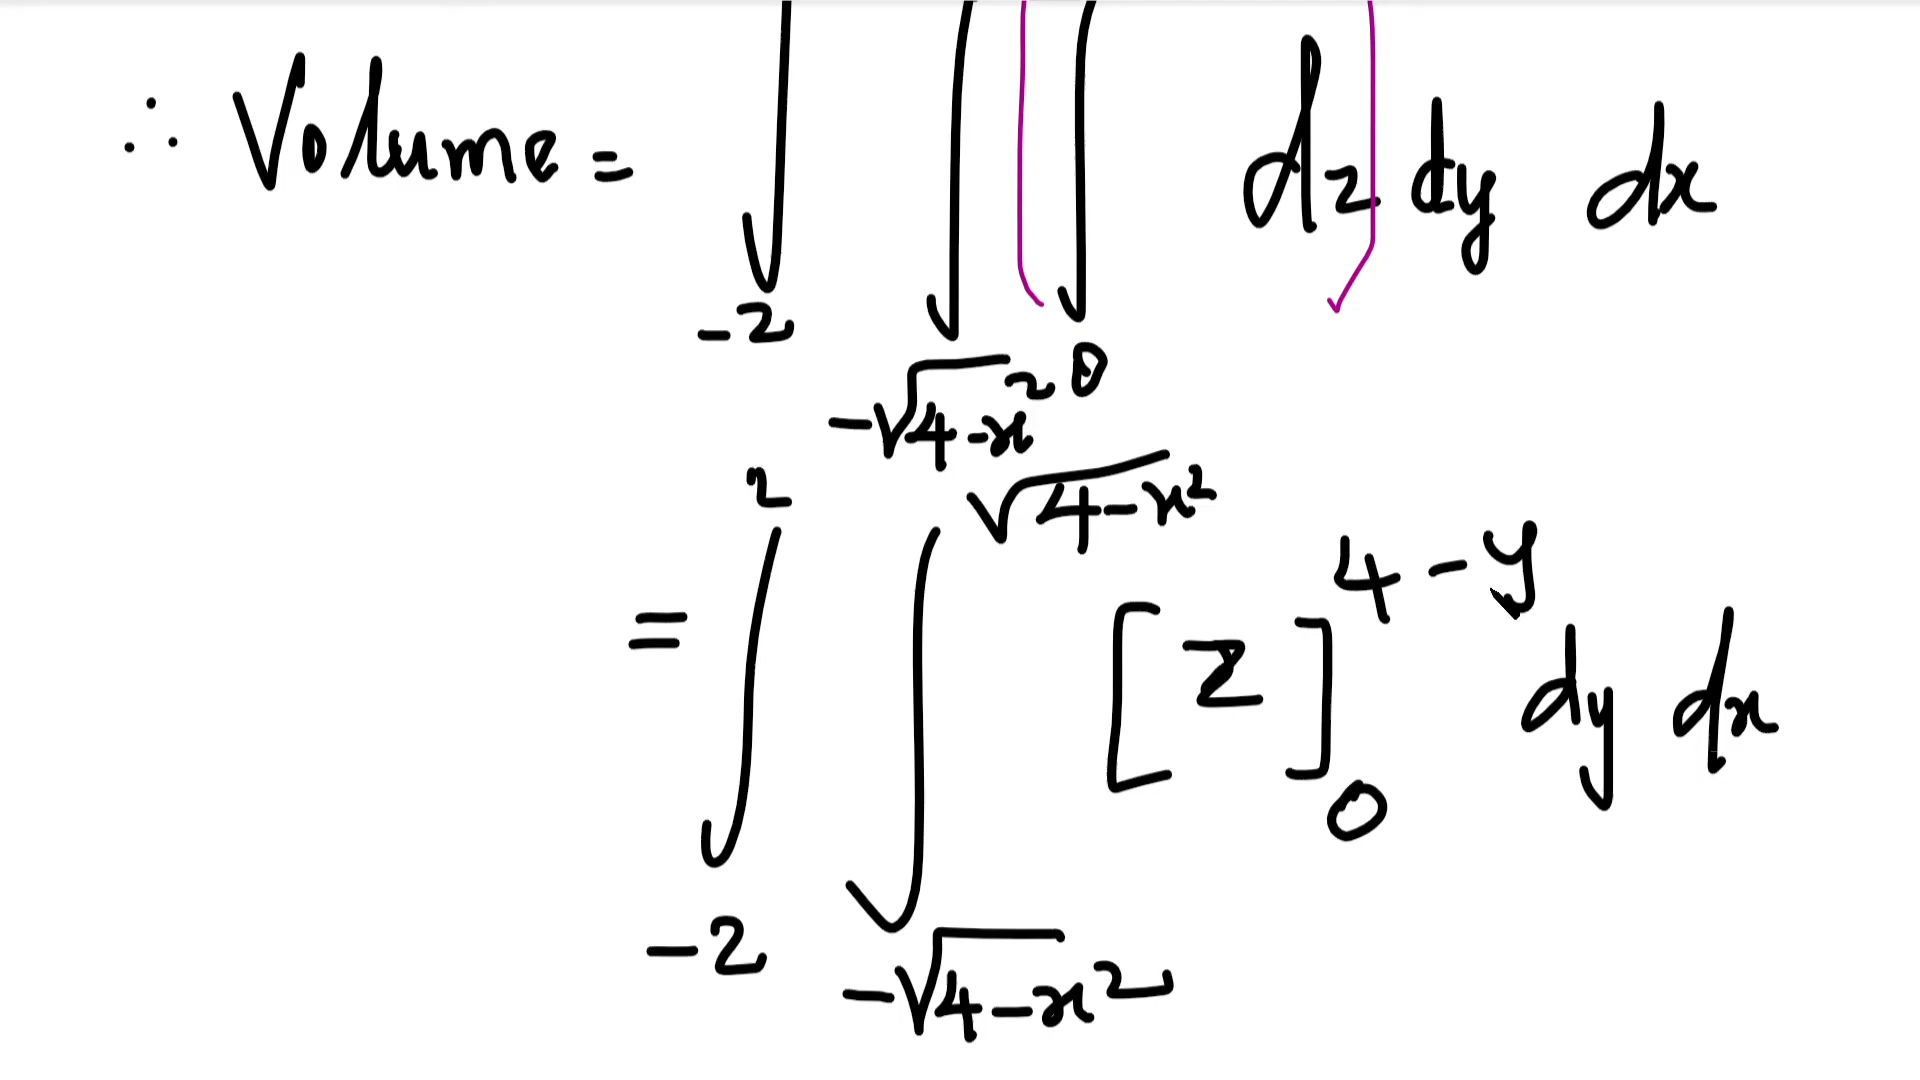 ∴ Volume = ∫ ∫ ∫ dz dy dx
-2 -√4-x² 0
2 √4-x²
= ∫ ∫ [z] 4-y dy dx
0
-2 -√4-x²